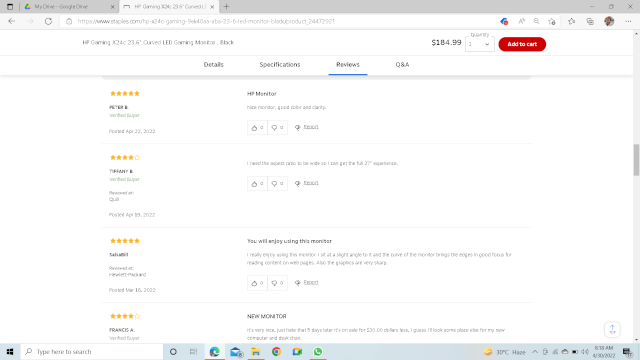 My Drive - Google Drive
HP Gaming X24c 23.6" Curved LE
https://www.staples.com/hp-x24c-gaming-9ek40aa-aba-23-6-led-monitor-black/product_24472931
HP Gaming X24c 23.6" Curved LED Gaming Monitor , Black
$184.99
Quantity
1
Add to cart
Details
Specifications
Reviews
Q&A
PETER B.
Verified Buyer
Posted Apr 22, 2022
HP Monitor
Nice monitor, good color and clarity.
0
0
Report
TIFFANY B.
Verified Buyer
Reviewed at:
Quill
Posted Apr 03, 2022
I need the aspect ratio to be wide so I can get the full 27" experience.
0
0
Report
SalsaBill
Reviewed at:
Hewlett-Packard
Posted Mar 16, 2022
You will enjoy using this monitor
I really enjoy using this monitor. I sit at a slight angle to it and the curve of the monitor brings the edges in good focus for
reading content on web pages. Also the graphics are very sharp.
0
0
Report
FRANCIS A.
Verified Buyer
NEW MONITOR
It's very nice, just hate that 5 days later it's on sale for $30.00 dollars less, I guess I'll look some place else for my new
computer and desk chair.
Type here to search
30°C Haze
8:16 AM
4/30/2022